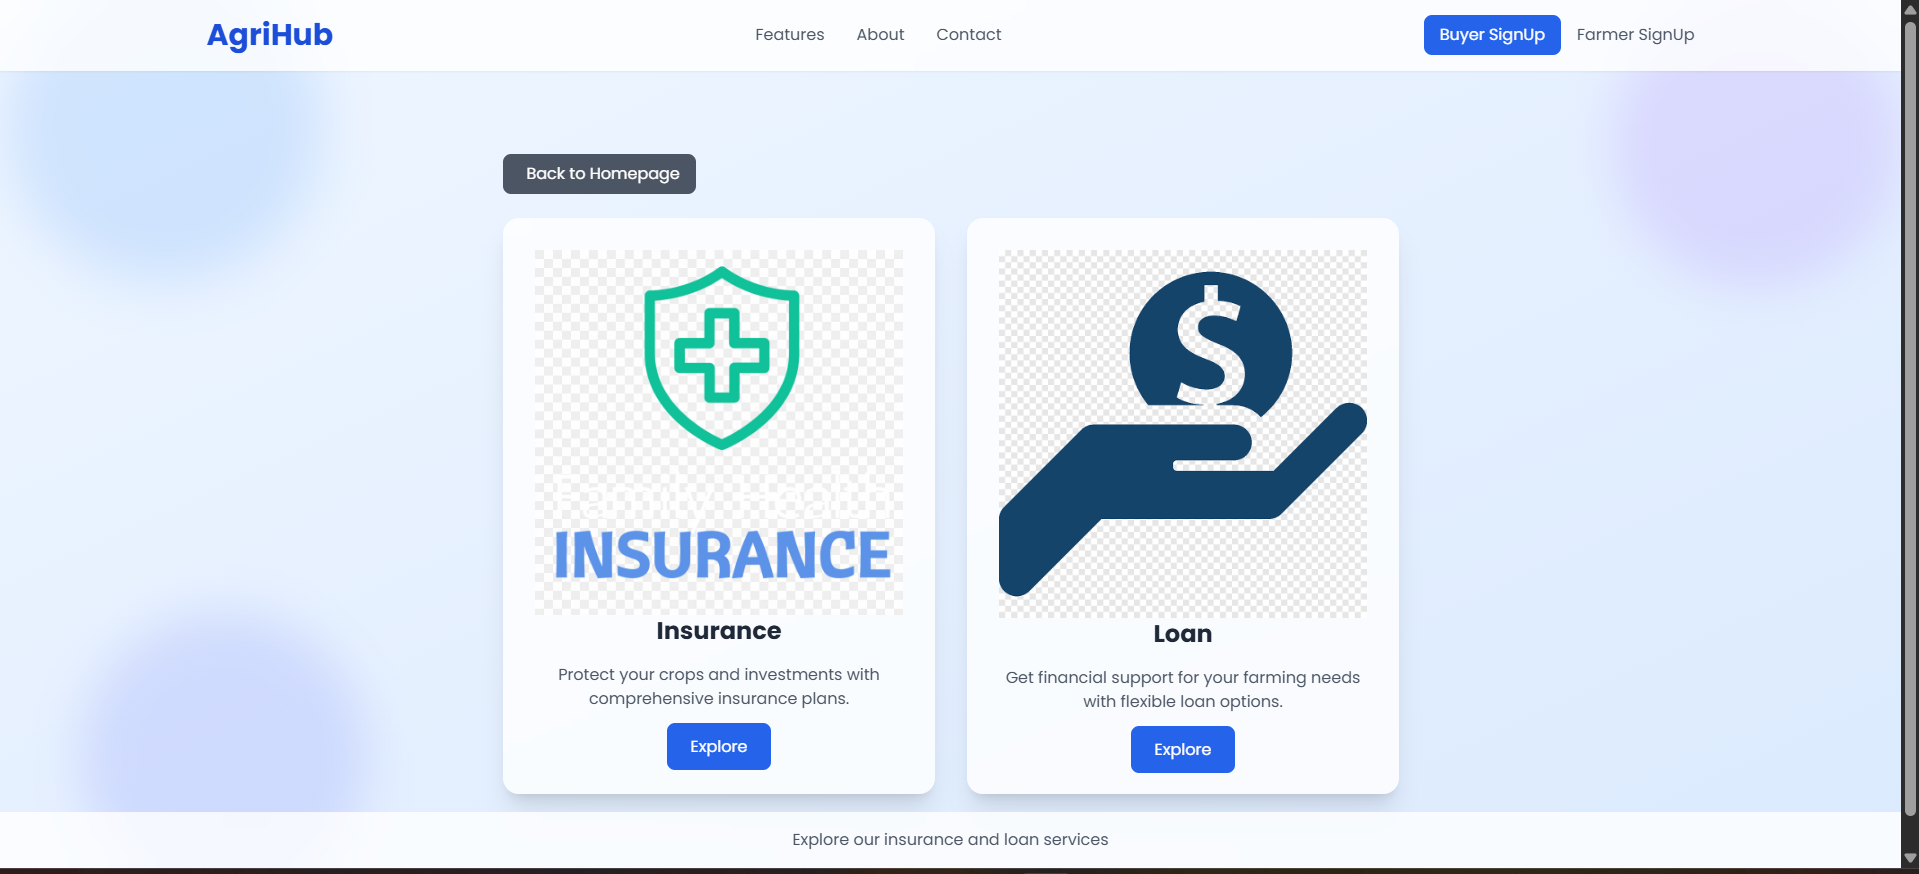 AgriHub
Features About Contact
Buyer SignUp Farmer SignUp
Back to Homepage
Family Health
INSURANCE
Insurance
Protect your crops and investments with
comprehensive insurance plans.
Explore
$
Loan
Get financial support for your farming needs
with flexible loan options.
Explore
Explore our insurance and loan services